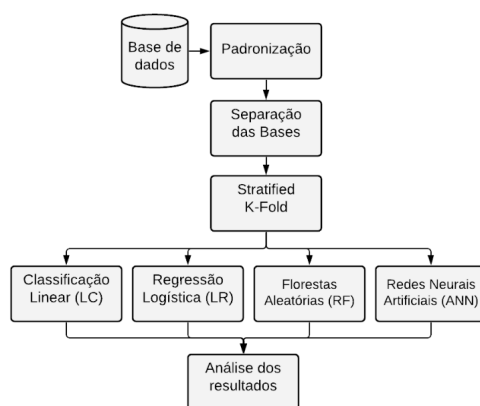 Base de
dados
Padronização
Separação
das Bases
Stratified
K-Fold
Classificação
Linear (LC)
Regressão
Logística (LR)
Florestas
Aleatórias (RF)
Redes Neurais
Artificiais (ANN)
Análise dos
resultados